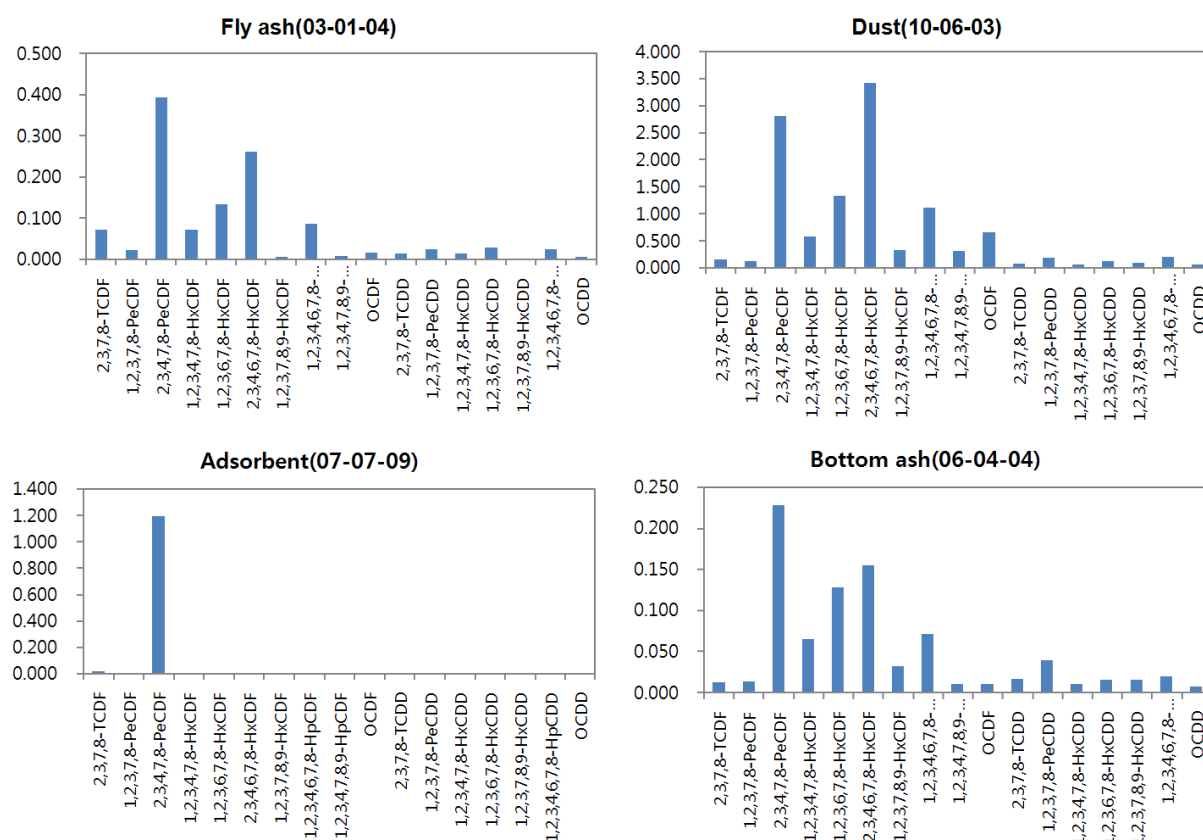 Fly ash(03-01-04)
0.500
0.400
0.300
0.200
0.100
0.000
2,3,7,8-TCDF
1,2,3,7,8-PeCDF
2,3,4,7,8-PeCDF
1,2,3,4,7,8-HxCDF
1,2,3,6,7,8-HxCDF
2,3,4,6,7,8-HxCDF
1,2,3,7,8,9-HxCDF
1,2,3,4,6,7,8-...
1,2,3,4,7,8,9-...
OCDF
2,3,7,8-TCDD
1,2,3,7,8-PeCDD
1,2,3,4,7,8-HxCDD
1,2,3,6,7,8-HxCDD
1,2,3,7,8,9-HxCDD
1,2,3,4,6,7,8-...
OCDD
Dust(10-06-03)
4.000
3.500
3.000
2.500
2.000
1.500
1.000
0.500
0.000
2,3,7,8-TCDF
1,2,3,7,8-PeCDF
2,3,4,7,8-PeCDF
1,2,3,4,7,8-HxCDF
1,2,3,6,7,8-HxCDF
2,3,4,6,7,8-HxCDF
1,2,3,7,8,9-HxCDF
1,2,3,4,6,7,8-...
1,2,3,4,7,8,9-...
OCDF
2,3,7,8-TCDD
1,2,3,7,8-PeCDD
1,2,3,4,7,8-HxCDD
1,2,3,6,7,8-HxCDD
1,2,3,7,8,9-HxCDD
1,2,3,4,6,7,8-...
OCDD
Adsorbent(07-07-09)
1.400
1.200
1.000
0.800
0.600
0.400
0.200
0.000
2,3,7,8-TCDF
1,2,3,7,8-PeCDF
2,3,4,7,8-PeCDF
1,2,3,4,7,8-HxCDF
1,2,3,6,7,8-HxCDF
2,3,4,6,7,8-HxCDF
1,2,3,7,8,9-HxCDF
1,2,3,4,6,7,8-HpCDF
1,2,3,4,7,8,9-HpCDF
OCDF
2,3,7,8-TCDD
1,2,3,7,8-PeCDD
1,2,3,4,7,8-HxCDD
1,2,3,6,7,8-HxCDD
1,2,3,7,8,9-HxCDD
1,2,3,4,6,7,8-HpCDD
OCDD
Bottom ash(06-04-04)
0.250
0.200
0.150
0.100
0.050
0.000
2,3,7,8-TCDF
1,2,3,7,8-PeCDF
2,3,4,7,8-PeCDF
1,2,3,4,7,8-HxCDF
1,2,3,6,7,8-HxCDF
2,3,4,6,7,8-HxCDF
1,2,3,7,8,9-HxCDF
1,2,3,4,6,7,8-...
1,2,3,4,7,8,9-...
OCDF
2,3,7,8-TCDD
1,2,3,7,8-PeCDD
1,2,3,4,7,8-HxCDD
1,2,3,6,7,8-HxCDD
1,2,3,7,8,9-HxCDD
1,2,3,4,6,7,8-...
OCDD